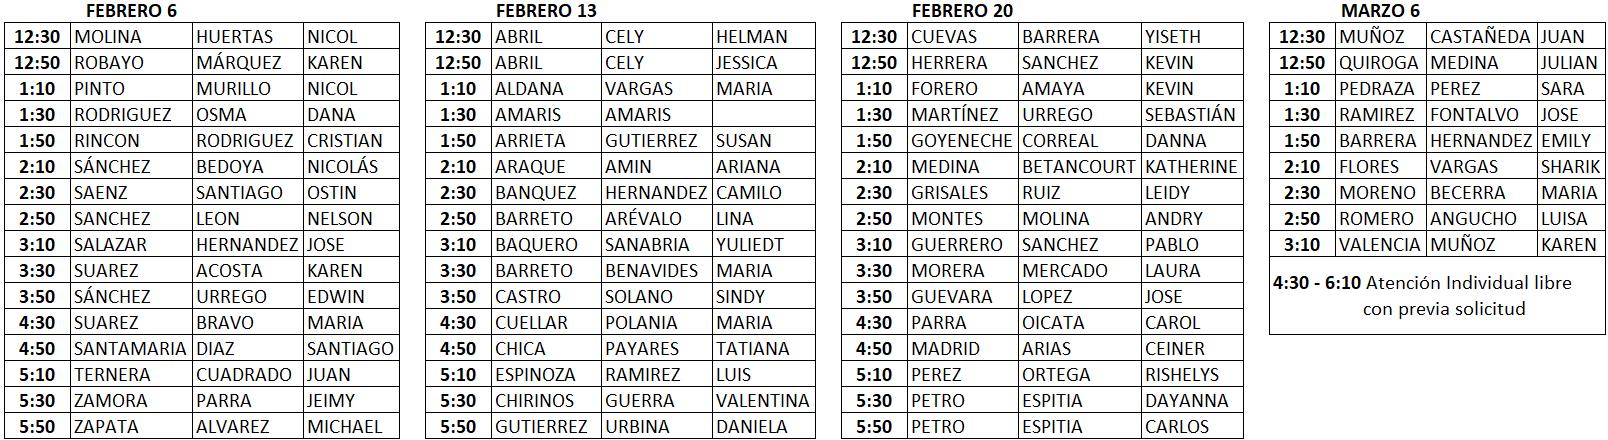 FEBRERO 6
12:30 MOLINA HUERTAS NICOL
12:50 ROBAYO MÁRQUEZ KAREN
1:10 PINTO MURILLO NICOL
1:30 RODRIGUEZ OSMA DANA
1:50 RINCON RODRIGUEZ CRISTIAN
2:10 SÁNCHEZ BEDOYA NICOLÁS
2:30 SAENZ SANTIAGO OSTIN
2:50 SANCHEZ LEON NELSON
3:10 SALAZAR HERNANDEZ JOSE
3:30 SUAREZ ACOSTA KAREN
3:50 SÁNCHEZ URREGO EDWIN
4:30 SUAREZ BRAVO MARIA
4:50 SANTAMARIA DIAZ SANTIAGO
5:10 TERNERA CUADRADO JUAN
5:30 ZAMORA PARRA JEIMY
5:50 ZAPATA ALVAREZ MICHAEL
FEBRERO 13
12:30 ABRIL CELY HELMAN
12:50 ABRIL CELY JESSICA
1:10 ALDANA VARGAS MARIA
1:30 AMARIS AMARIS
1:50 ARRIETA GUTIERREZ SUSAN
2:10 ARAQUE AMIN ARIANA
2:30 BANQUEZ HERNANDEZ CAMILO
2:50 BARRETO ARÉVALO LINA
3:10 BAQUERO SANABRIA YULIEDT
3:30 BARRETO BENAVIDES MARIA
3:50 CASTRO SOLANO SINDY
4:30 CUELLAR POLANIA MARIA
4:50 CHICA PAYARES TATIANA
5:10 ESPINOZA RAMIREZ LUIS
5:30 CHIRINOS GUERRA VALENTINA
5:50 GUTIERREZ URBINA DANIELA
FEBRERO 20
12:30 CUEVAS BARRERA YISETH
12:50 HERRERA SANCHEZ KEVIN
1:10 FORERO AMAYA KEVIN
1:30 MARTÍNEZ URREGO SEBASTIÁN
1:50 GOYENECHE CORREAL DANNA
2:10 MEDINA BETANCOURT KATHERINE
2:30 GRISALES RUIZ LEIDY
2:50 MONTES MOLINA ANDRY
3:10 GUERRERO SANCHEZ PABLO
3:30 MORERA MERCADO LAURA
3:50 GUEVARA LOPEZ JOSE
4:30 PARRA OICATA CAROL
4:50 MADRID ARIAS CEINER
5:10 PEREZ ORTEGA RISHELYS
5:30 PETRO ESPITIA DAYANNA
5:50 PETRO ESPITIA CARLOS
MARZO 6
12:30 MUÑOZ CASTAÑEDA JUAN
12:50 QUIROGA MEDINA JULIAN
1:10 PEDRAZA PEREZ SARA
1:30 RAMIREZ FONTALVO JOSE
1:50 BARRERA HERNANDEZ EMILY
2:10 FLORES VARGAS SHARIK
2:30 MORENO BECERRA MARIA
2:50 ROMERO ANGUCHO LUISA
3:10 VALENCIA MUÑOZ KAREN
4:30 - 6:10 Atención Individual libre
con previa solicitud